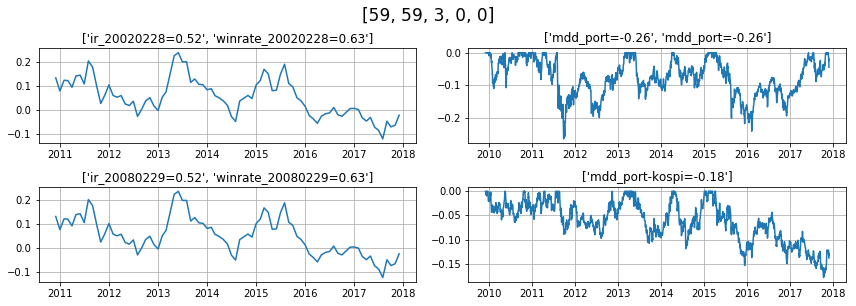 [59, 59, 3, 0, 0]
['ir_20020228=0.52', 'winrate_20020228=0.63']
0.2
0.1
0.0
−0.1
2011 2012 2013 2014 2015 2016 2017 2018
['mdd_port=-0.26', 'mdd_port=-0.26']
0.0
−0.1
−0.2
2010 2011 2012 2013 2014 2015 2016 2017 2018
['ir_20080229=0.52', 'winrate_20080229=0.63']
0.2
0.1
0.0
−0.1
2011 2012 2013 2014 2015 2016 2017 2018
['mdd_port-kospi=-0.18']
0.00
−0.05
−0.10
−0.15
2010 2011 2012 2013 2014 2015 2016 2017 2018